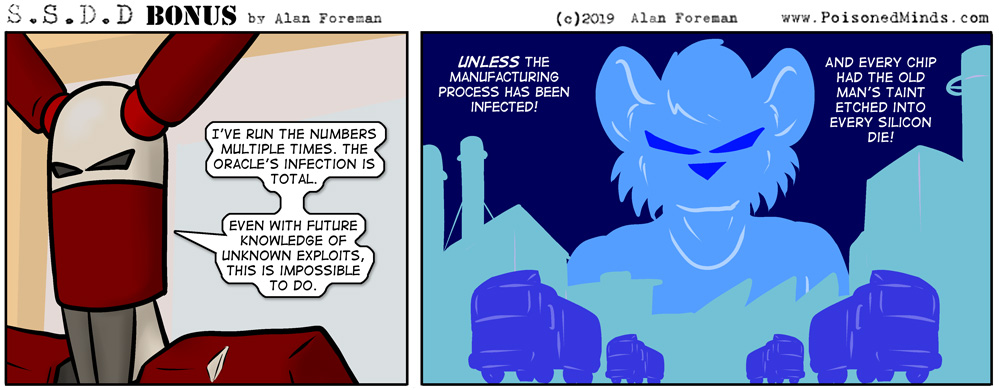 S.S.D.D BONUS by Alan Foreman (c)2019 Alan Foreman www.PoisonedMinds.com
I'VE RUN THE NUMBERS
MULTIPLE TIMES. THE
ORACLE'S INFECTION IS
TOTAL.
EVEN WITH FUTURE
KNOWLEDGE OF
UNKNOWN EXPLOITS,
THIS IS IMPOSSIBLE
TO DO.
UNLESS THE
MANUFACTURING
PROCESS HAS BEEN
INFECTED!
AND EVERY CHIP
HAD THE OLD
MAN'S TAINT
ETCHED INTO
EVERY SILICON
DIE!